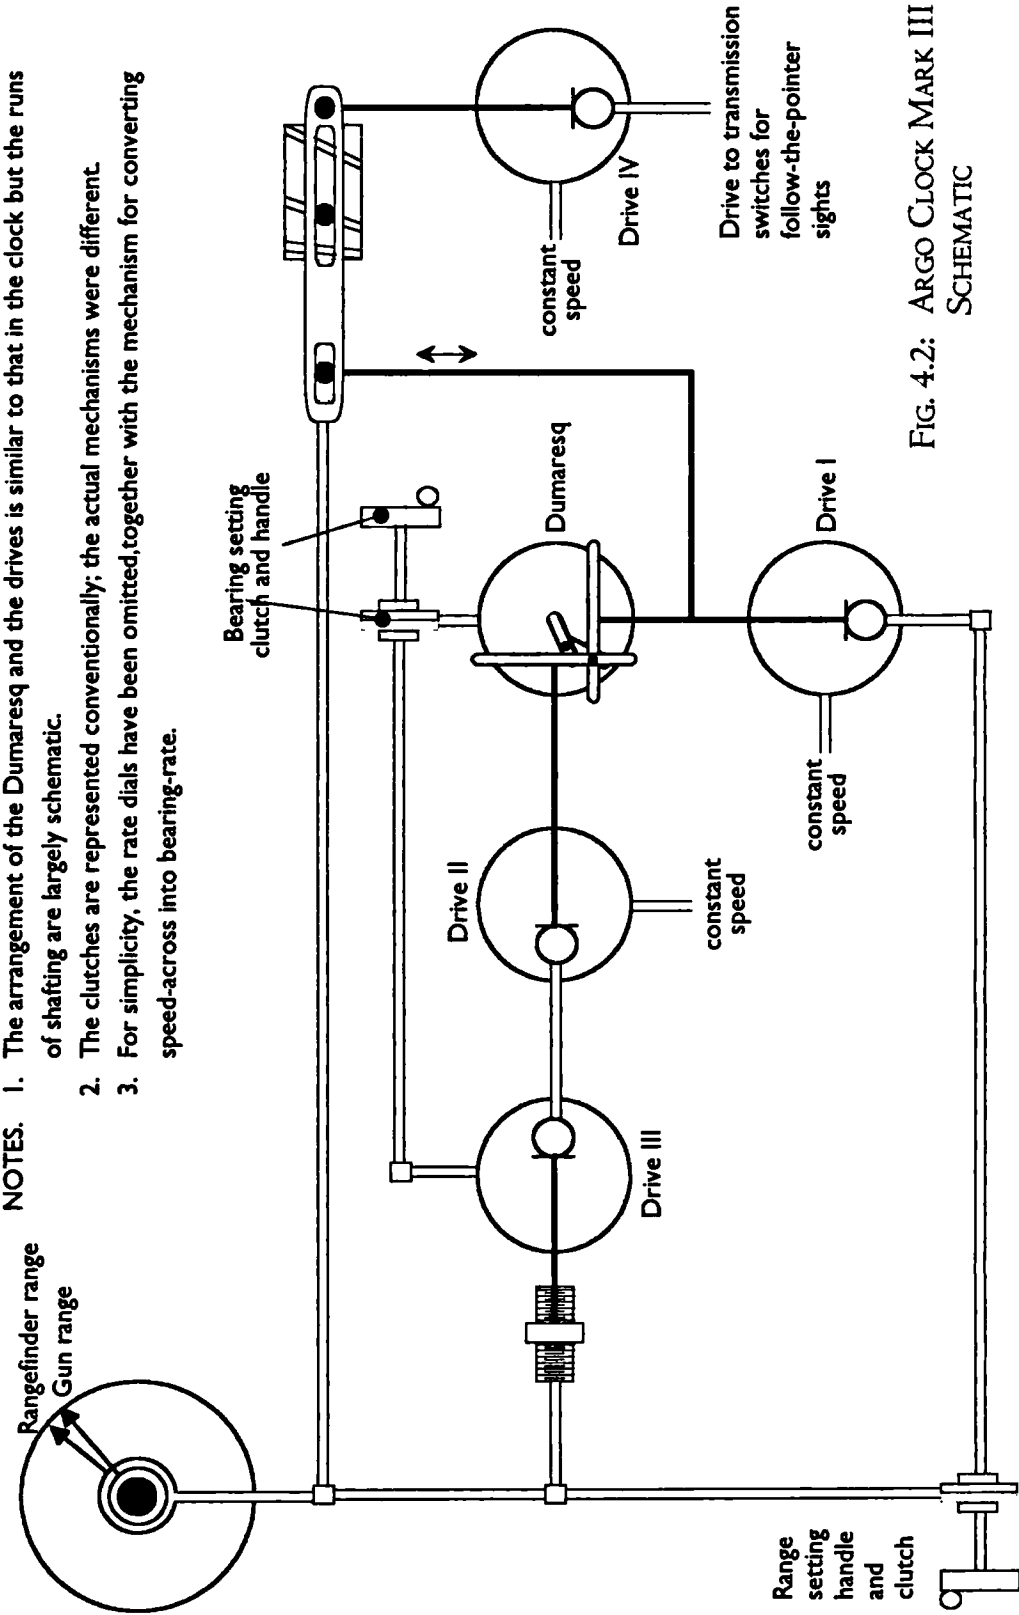 NOTES. 1. The arrangement of the Dumaresq and the drives is similar to that in the clock but the runs
of shafting are largely schematic.
2. The clutches are represented conventionally; the actual mechanisms were different.
3. For simplicity, the rate dials have been omitted,together with the mechanism for converting
speed-across into bearing-rate.
Rangefinder range
Gun range
Bearing setting
clutch and handle
Dumaresq
Drive I
constant
speed
Drive II
constant
speed
Drive III
Drive IV
constant
speed
Drive to transmission
switches for
follow-the-pointer
sights
Range
setting
handle
and
clutch
FIG. 4.2: ARGO CLOCK MARK III
SCHEMATIC